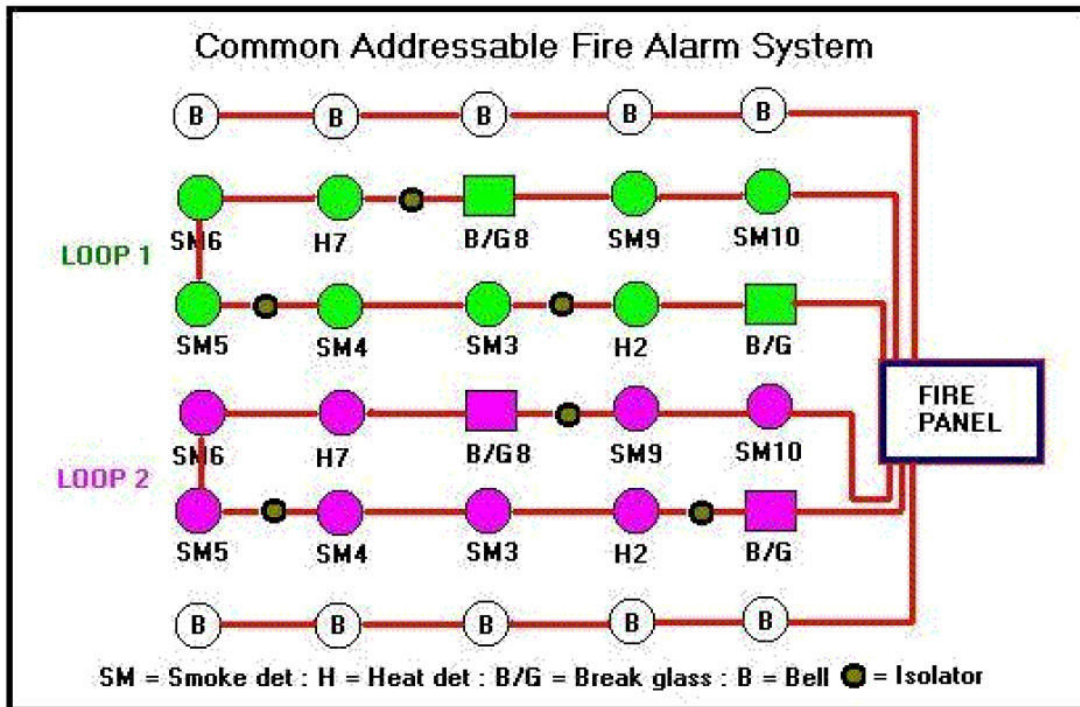 Common Addressable Fire Alarm System
B B B B B
SM6 H7 B/G8 SM9 SM10
LOOP 1
SM5 SM4 SM3 H2 B/G
FIRE
PANEL
SM6 H7 B/G8 SM9 SM10
LOOP 2
SM5 SM4 SM3 H2 B/G
B B B B B
SM = Smoke det : H = Heat det : B/G = Break glass : B = Bell = Isolator